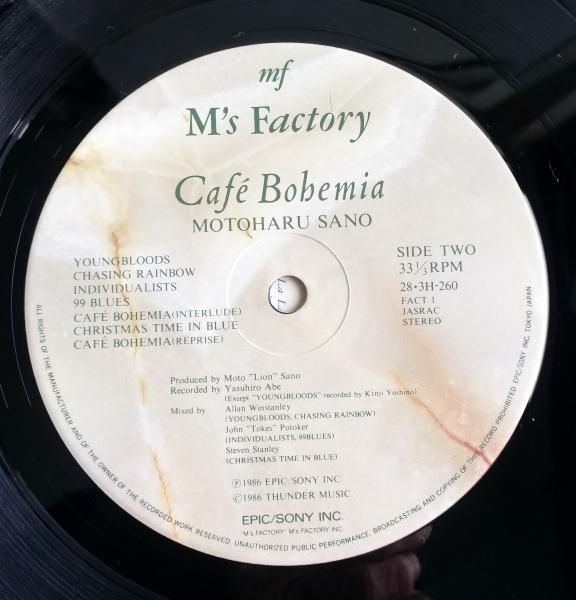 mf
M's Factory
Café Bohemia
MOTOHARU SANO
YOUNGBLOODS
CHASING RAINBOW
INDIVIDUALISTS
99 BLUES
CAFÉ BOHEMIA(INTERLUDE)
CHRISTMAS TIME IN BLUE
CAFÉ BOHEMIA(REPRISE)
SIDE TWO
33 1/3 RPM
28•3H-260
FACT 1
JASRAC
STEREO
Produced by Moto "Lion" Sano
Recorded by Yasuhiro Abe
(Except "YOUNGBLOODS" recorded by Kinji Yoshino)
Mixed by Allan Winstanley
(YOUNGBLOODS, CHASING RAINBOW)
John "Tokes" Potoker
(INDIVIDUALISTS, 99BLUES)
Steven Stanley
(CHRISTMAS TIME IN BLUE)
Ⓟ1986 EPIC/SONY INC.
©1986 THUNDER MUSIC.
EPIC/SONY INC.
"M's FACTORY" M's FACTORY INC.
ALL RIGHTS OF THE MANUFACTURER AND OF THE OWNER OF THE RECORDED WORK RESERVED. UNAUTHORIZED PUBLIC PERFORMANCE, BROADCASTING AND COPYING OF THIS RECORD PROHIBITED EPIC/SONY INC. TOKYO JAPAN